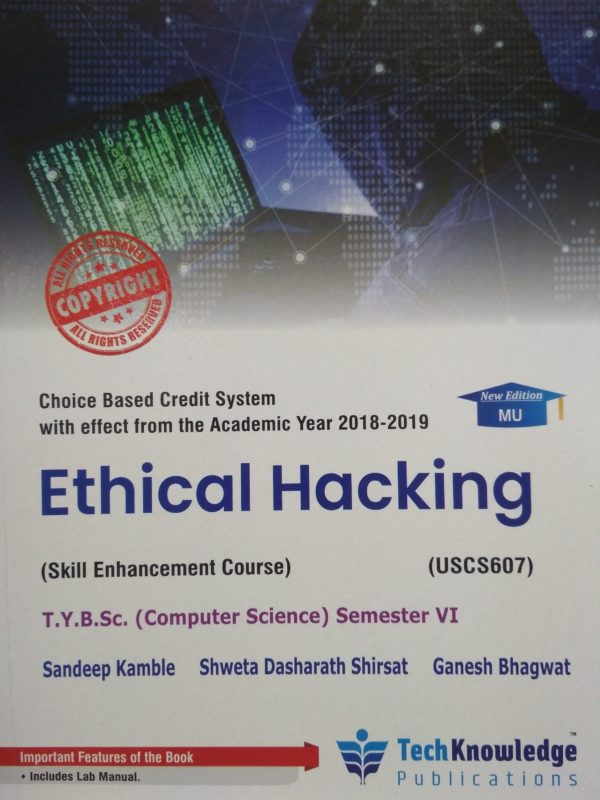 ALL RIGHTS RESERVED
COPYRIGHT
ALL RIGHTS RESERVED
Choice Based Credit System
with effect from the Academic Year 2018-2019
New Edition
MU
Ethical Hacking
(Skill Enhancement Course) (USCS607)
T.Y.B.Sc. (Computer Science) Semester VI
Sandeep Kamble Shweta Dasharath Shirsat Ganesh Bhagwat
Important Features of the Book
• Includes Lab Manual.
TechKnowledge™
Publications